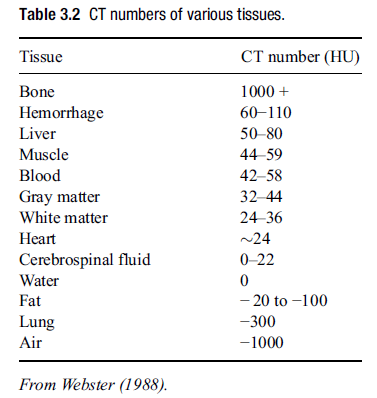 Table 3.2 CT numbers of various tissues.
Tissue CT number (HU)
Bone 1000 +
Hemorrhage 60–110
Liver 50–80
Muscle 44–59
Blood 42–58
Gray matter 32–44
White matter 24–36
Heart ~24
Cerebrospinal fluid 0–22
Water 0
Fat − 20 to −100
Lung −300
Air −1000
From Webster (1988).